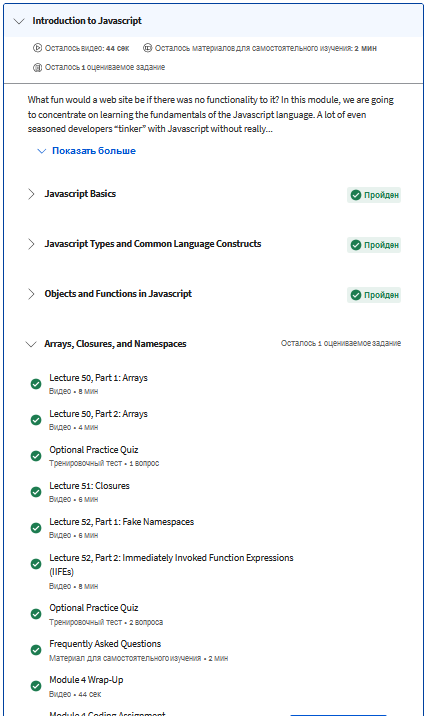 Introduction to Javascript
Осталось видео: 44 сек Осталось материалов для самостоятельного изучения: 2 мин
Осталось 1 оцениваемое задание
What fun would a web site be if there was no functionality to it? In this module, we are going
to concentrate on learning the fundamentals of the Javascript language. A lot of even
seasoned developers “tinker” with Javascript without really...
Показать больше
Javascript Basics Пройден
Javascript Types and Common Language Constructs Пройден
Objects and Functions in Javascript Пройден
Arrays, Closures, and Namespaces Осталось 1 оцениваемое задание
Lecture 50, Part 1: Arrays
Видео • 8 мин
Lecture 50, Part 2: Arrays
Видео • 4 мин
Optional Practice Quiz
Тренировочный тест • 1 вопрос
Lecture 51: Closures
Видео • 6 мин
Lecture 52, Part 1: Fake Namespaces
Видео • 6 мин
Lecture 52, Part 2: Immediately Invoked Function Expressions
(IIFEs)
Видео • 8 мин
Optional Practice Quiz
Тренировочный тест • 2 вопроса
Frequently Asked Questions
Материал для самостоятельного изучения • 2 мин
Module 4 Wrap-Up
Видео • 44 сек
Module 4 Coding Assignment